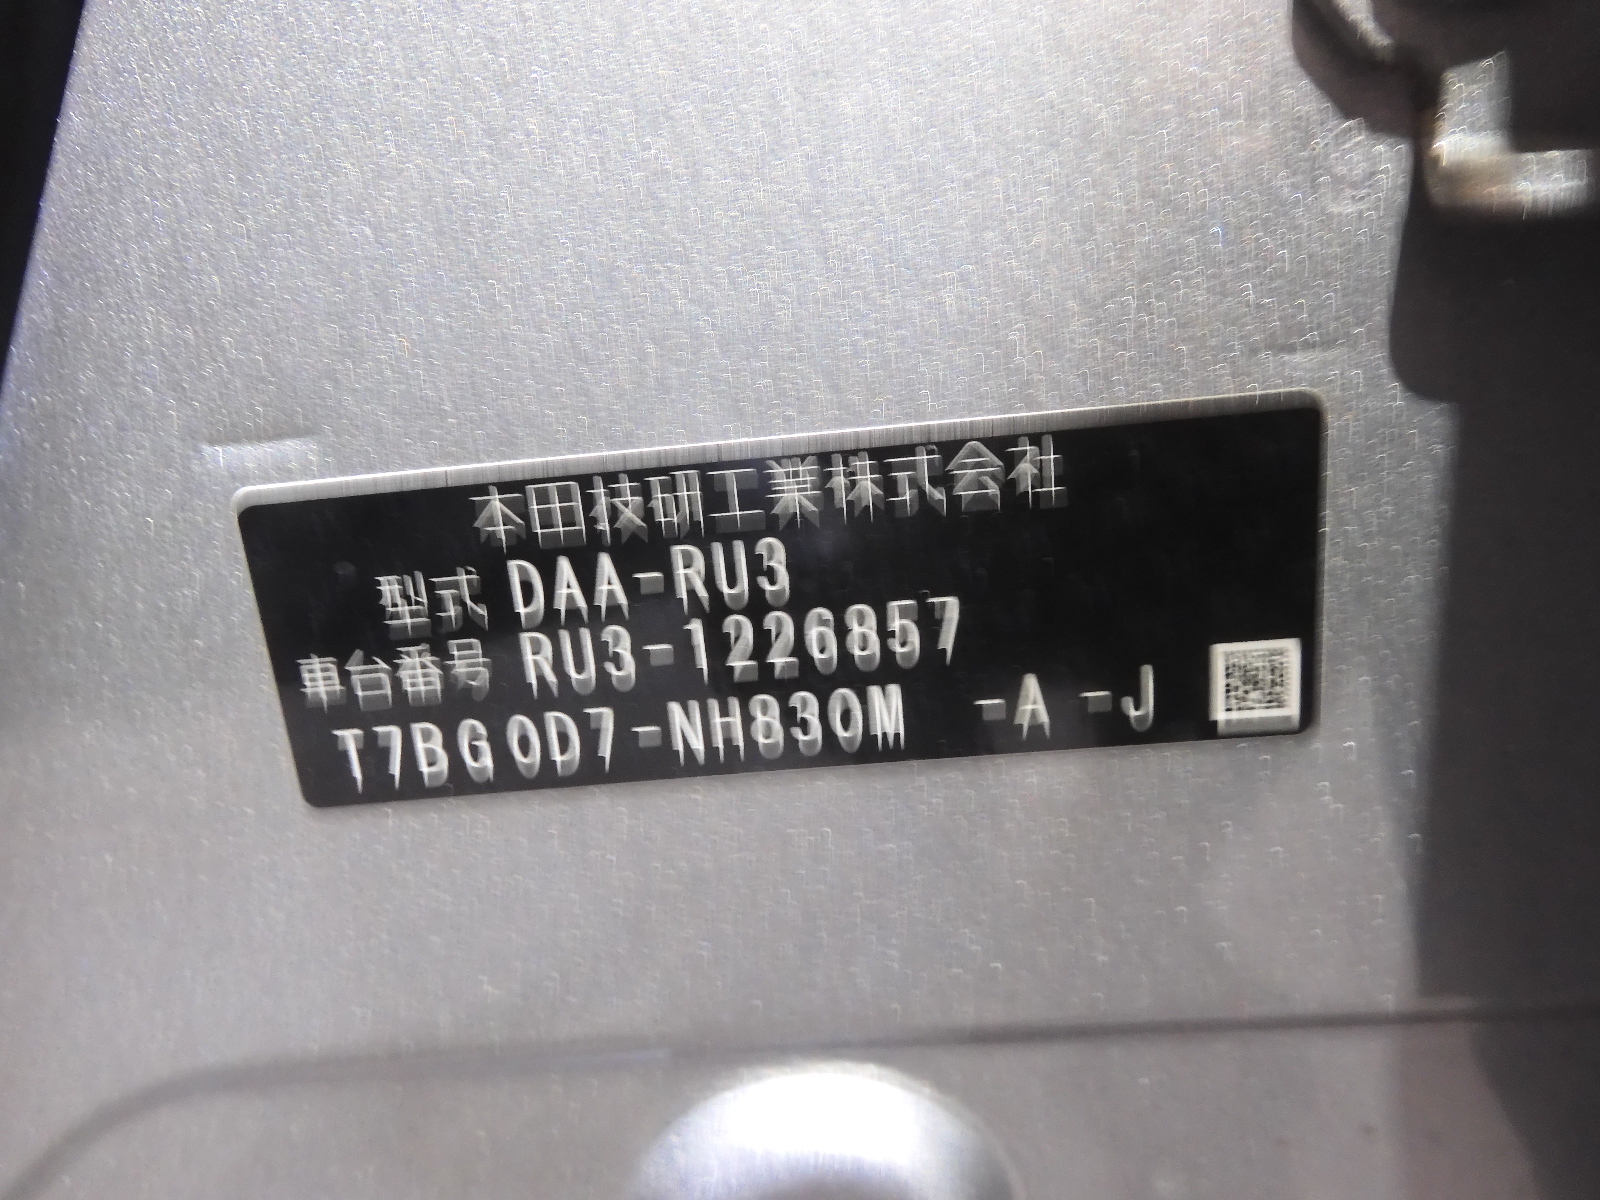 本田技研工業株式会社
型式 DAA-RU3
車台番号 RU3-1226857
T7BG0D7-NH830M -A -J